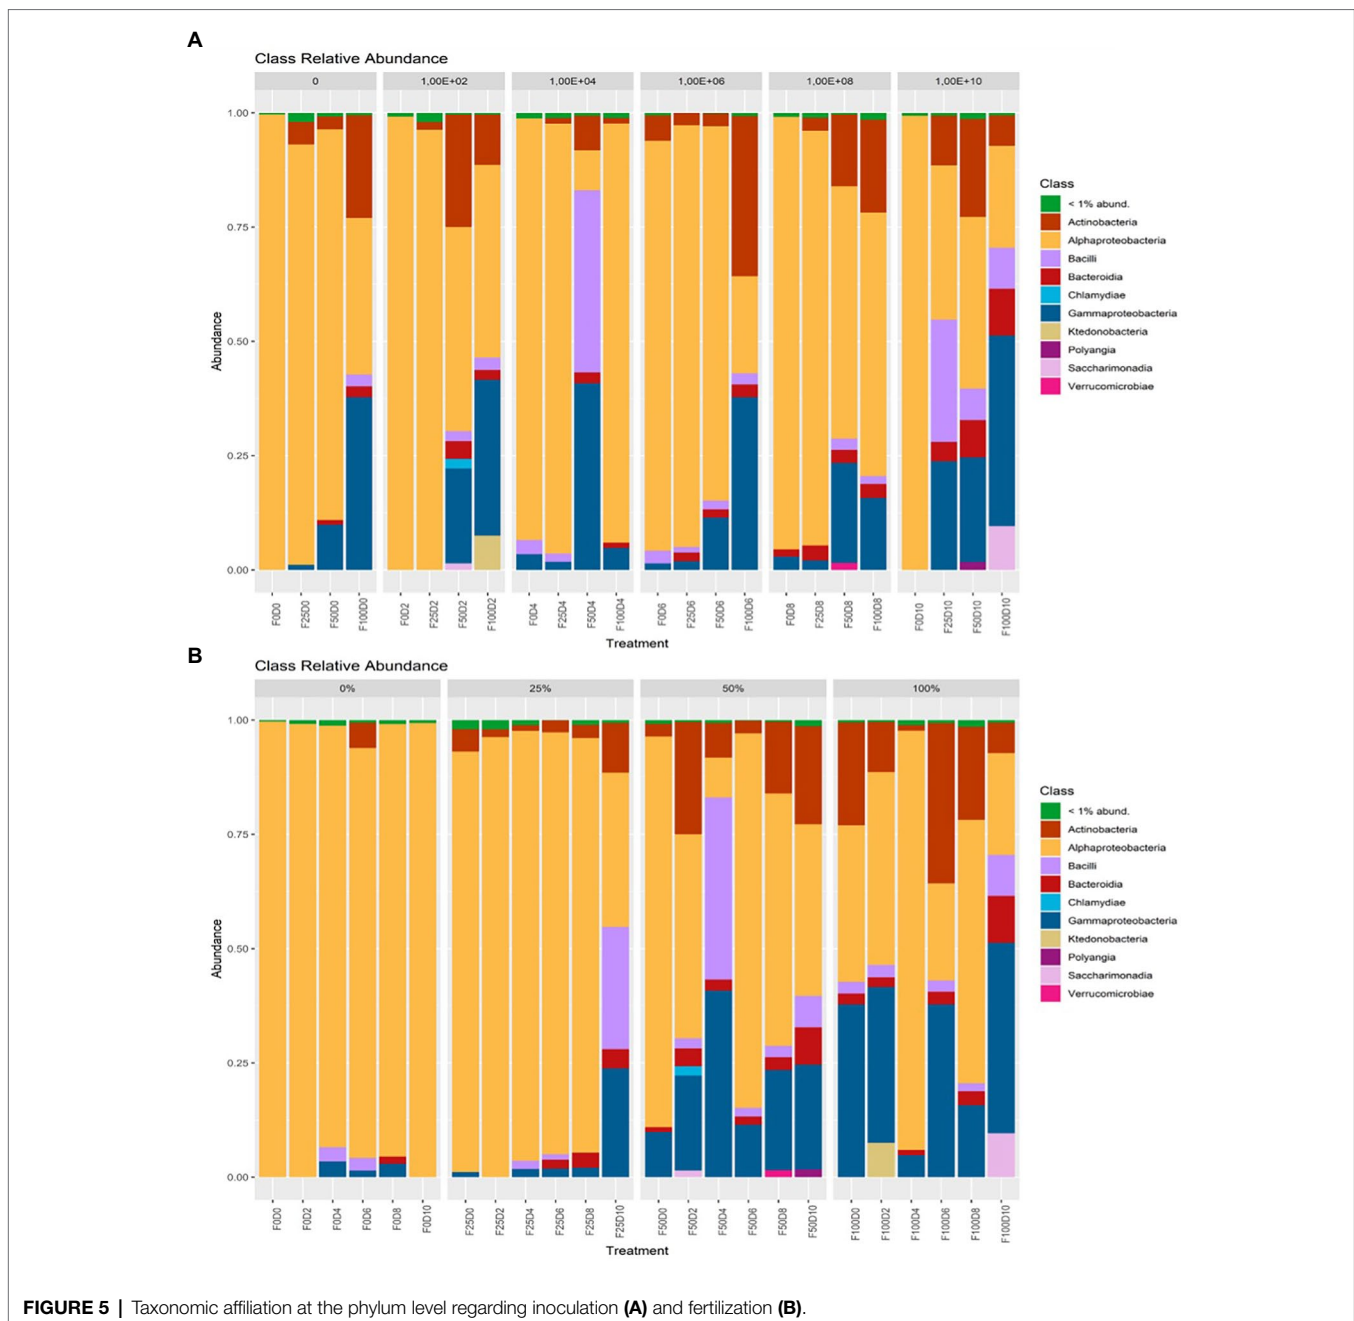 A
Class Relative Abundance
0 1,00E+02 1,00E+04 1,00E+06 1,00E+08 1,00E+10
1.00
0.75
0.50
0.25
0.00
Abundance
F0D0 F25D0 F50D0 F100D0 F0D2 F25D2 F50D2 F100D2 F0D4 F25D4 F50D4 F100D4 F0D6 F25D6 F50D6 F100D6 F0D8 F25D8 F50D8 F100D8 F0D10 F25D10 F50D10 F100D10
Treatment
Class
< 1% abund.
Actinobacteria
Alphaproteobacteria
Bacilli
Bacteroidia
Chlamydiae
Gammaproteobacteria
Ktedonobacteria
Polyangia
Saccharimonadia
Verrucomicrobiae
B
Class Relative Abundance
0% 25% 50% 100%
1.00
0.75
0.50
0.25
0.00
Abundance
F0D0 F0D2 F0D4 F0D6 F0D8 F0D10 F25D0 F25D2 F25D4 F25D6 F25D8 F25D10 F50D0 F50D2 F50D4 F50D6 F50D8 F50D10 F100D0 F100D2 F100D4 F100D6 F100D8 F100D10
Treatment
Class
< 1% abund.
Actinobacteria
Alphaproteobacteria
Bacilli
Bacteroidia
Chlamydiae
Gammaproteobacteria
Ktedonobacteria
Polyangia
Saccharimonadia
Verrucomicrobiae
FIGURE 5 | Taxonomic affiliation at the phylum level regarding inoculation (A) and fertilization (B).